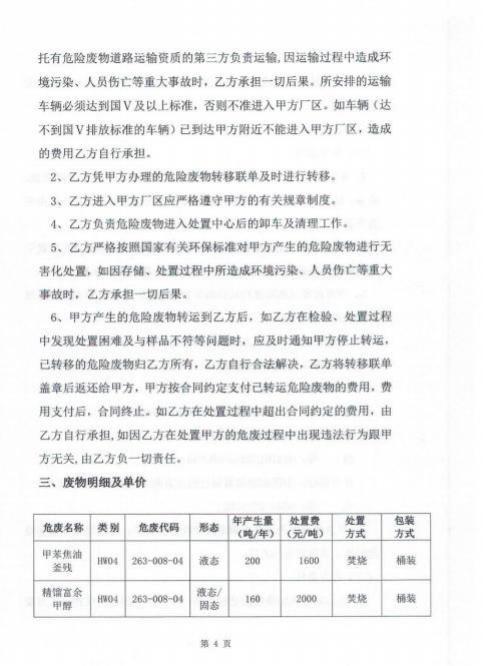 托有危险废物道路运输资质的第三方负责运输,因运输过程中造成环
境污染、人员伤亡等重大事故时，乙方承担一切后果。所安排的运输
车辆必须达到国Ⅴ及以上标准，否则不准进入甲方厂区。如车辆（达
不到国Ⅴ排放标准的车辆）已到达甲方附近不能进入甲方厂区，造成
的费用乙方自行承担。
2、乙方凭甲方办理的危险废物转移联单及时进行转移。
3、乙方进入甲方厂区应严格遵守甲方的有关规章制度。
4、乙方负责危险废物进入处置中心后的卸车及清理工作。
5、乙方严格按照国家有关环保标准对甲方产生的危险废物进行无
害化处置，如因存储、处置过程中所造成环境污染、人员伤亡等重大
事故时，乙方承担一切后果。
6、甲方产生的危险废物转运到乙方后，如乙方在检验、处置过程
中发现处置困难及与样品不符等问题时，应及时通知甲方停止转运，
已转移的危险废物归乙方所有，乙方自行合法解决，乙方将转移联单
盖章后返还给甲方，甲方按合同约定支付已转运危险废物的费用，费
用支付后，合同终止。如乙方在处置过程中超出合同约定的费用，由
乙方自行承担,如因乙方在处置甲方的危废过程中出现违法行为跟甲
方无关,由乙方负一切责任。
三、废物明细及单价
危废名称 类别 危废代码 形态 年产生量（吨/年） 处置费（元/吨） 处置方式 包装方式
甲苯焦油釜残 HW04 263-008-04 液态 200 1600 焚烧 桶装
精馏富余甲醇 HW04 263-008-04 液态/固态 160 2000 焚烧 桶装
第 4 页